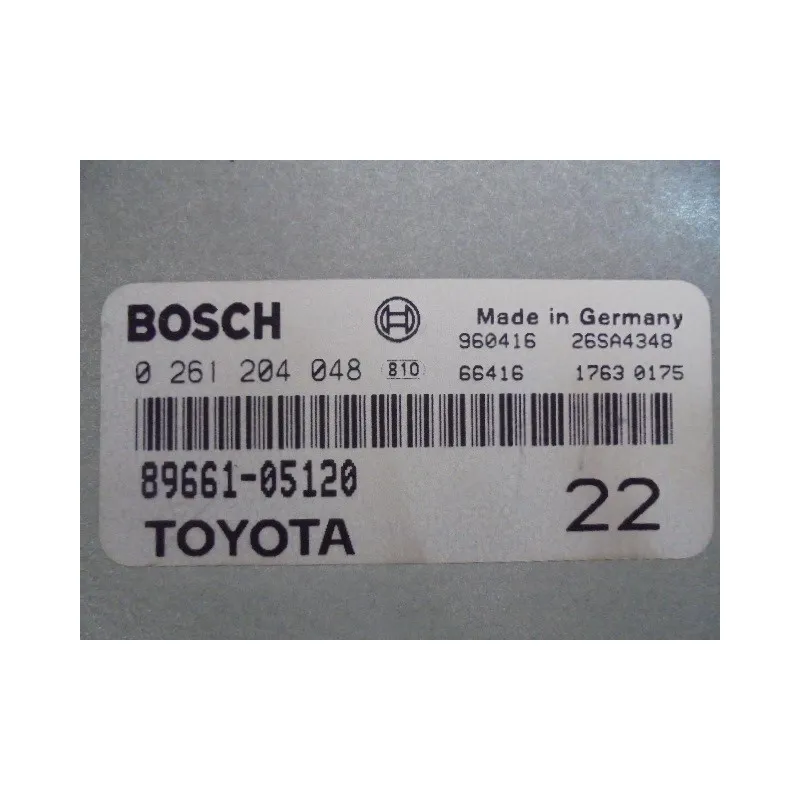 BOSCH Made in Germany
960416 26SA4348
0 261 204 048 810 66416 1763 0175
89661-05120
22
TOYOTA